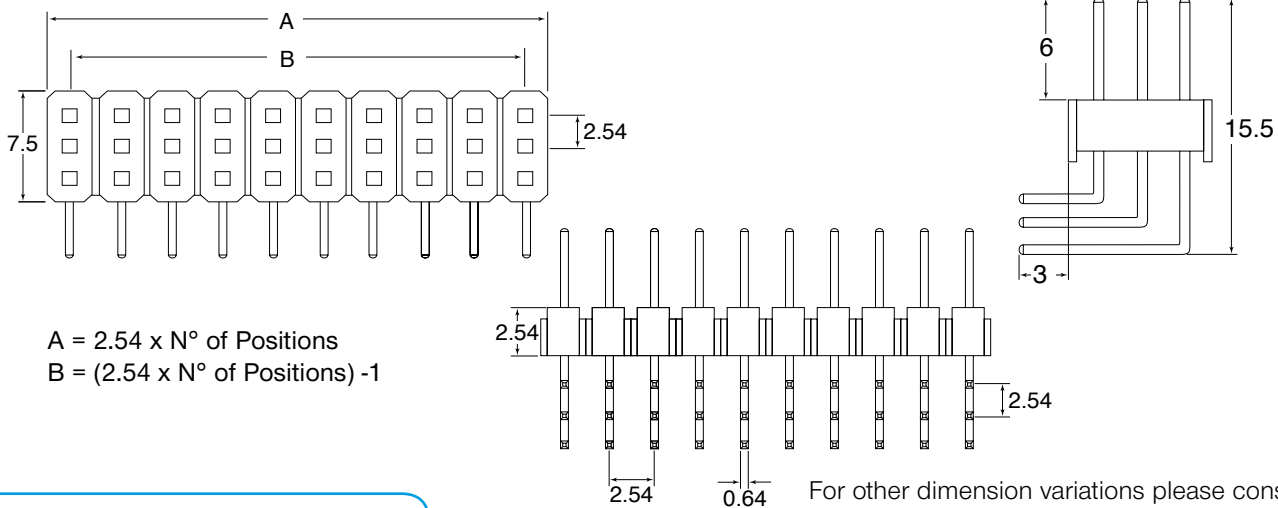 A
B
7.5
2.54
6
15.5
3
A = 2.54 x N° of Positions
B = (2.54 x N° of Positions) -1
2.54
2.54
2.54
0.64
For other dimension variations please